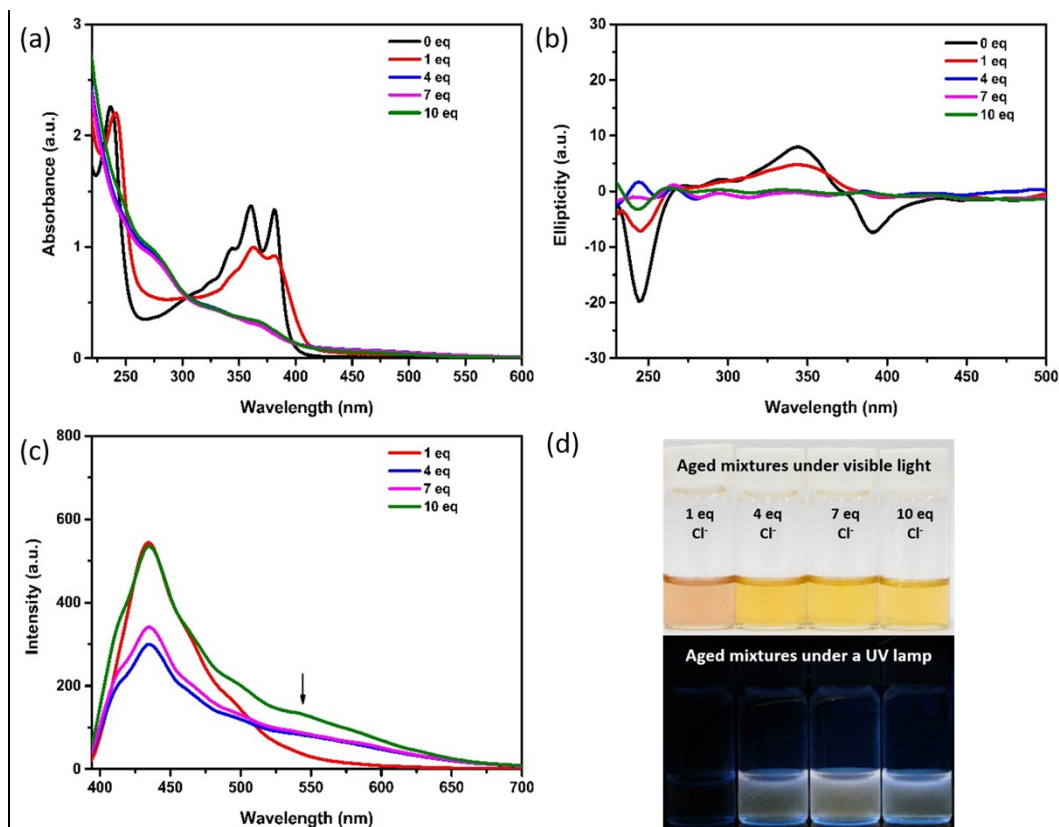 (a)
3
2
1
0
Absorbance (a.u.)
0 eq
1 eq
4 eq
7 eq
10 eq
250 300 350 400 450 500 550 600
Wavelength (nm)
(b)
30
20
10
0
-10
-20
-30
Ellipticity (a.u.)
0 eq
1 eq
4 eq
7 eq
10 eq
250 300 350 400 450 500
Wavelength (nm)
(c)
800
600
400
200
0
Intensity (a.u.)
1 eq
4 eq
7 eq
10 eq
400 450 500 550 600 650 700
Wavelength (nm)
(d)
Aged mixtures under visible light
1 eq 4 eq 7 eq 10 eq
Cl⁻ Cl⁻ Cl⁻ Cl⁻
Aged mixtures under a UV lamp